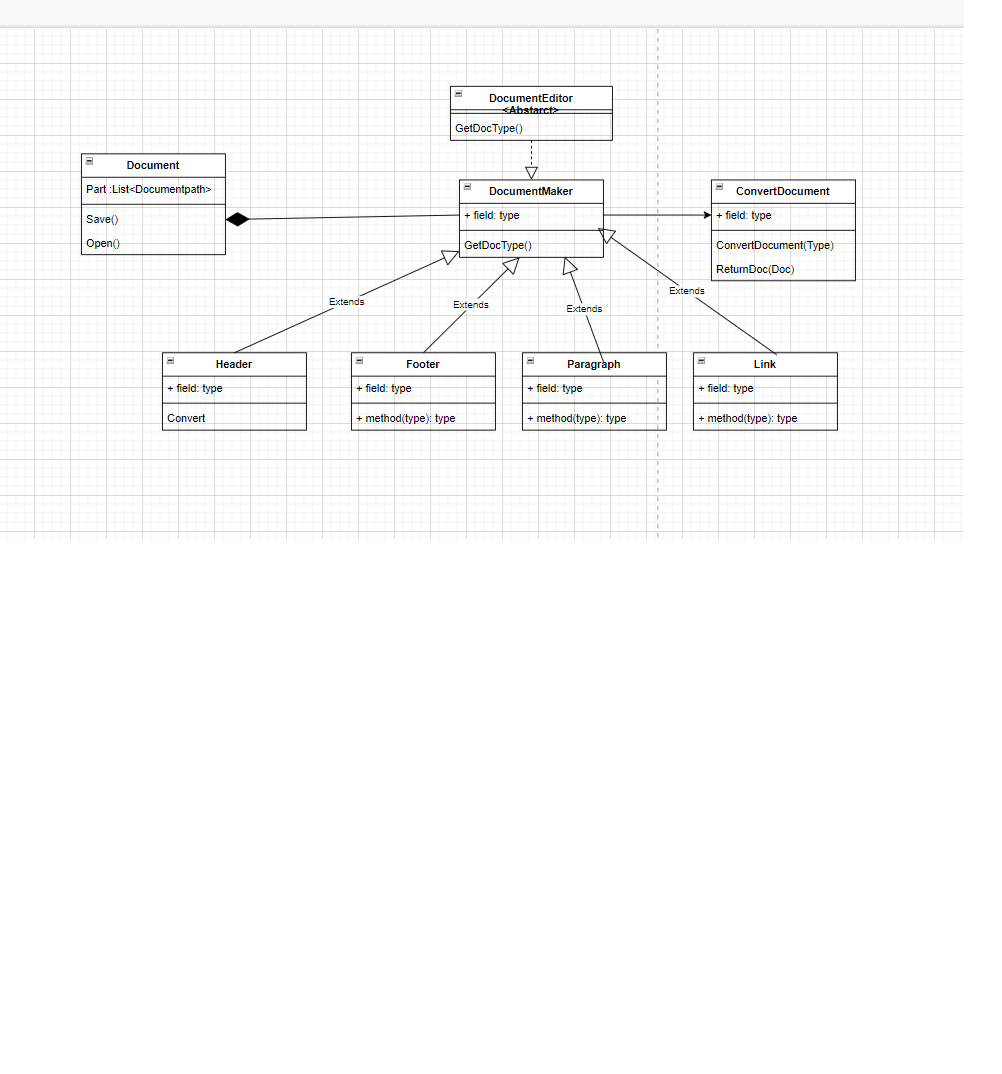 DocumentEditor
<Abstarct>
GetDocType()
Document
Part :List<Documentpath>
Save()
Open()
DocumentMaker
+ field: type
GetDocType()
ConvertDocument
+ field: type
ConvertDocument(Type)
ReturnDoc(Doc)
Extends
Extends
Extends
Extends
Header
+ field: type
Convert
Footer
+ field: type
+ method(type): type
Paragraph
+ field: type
+ method(type): type
Link
+ field: type
+ method(type): type